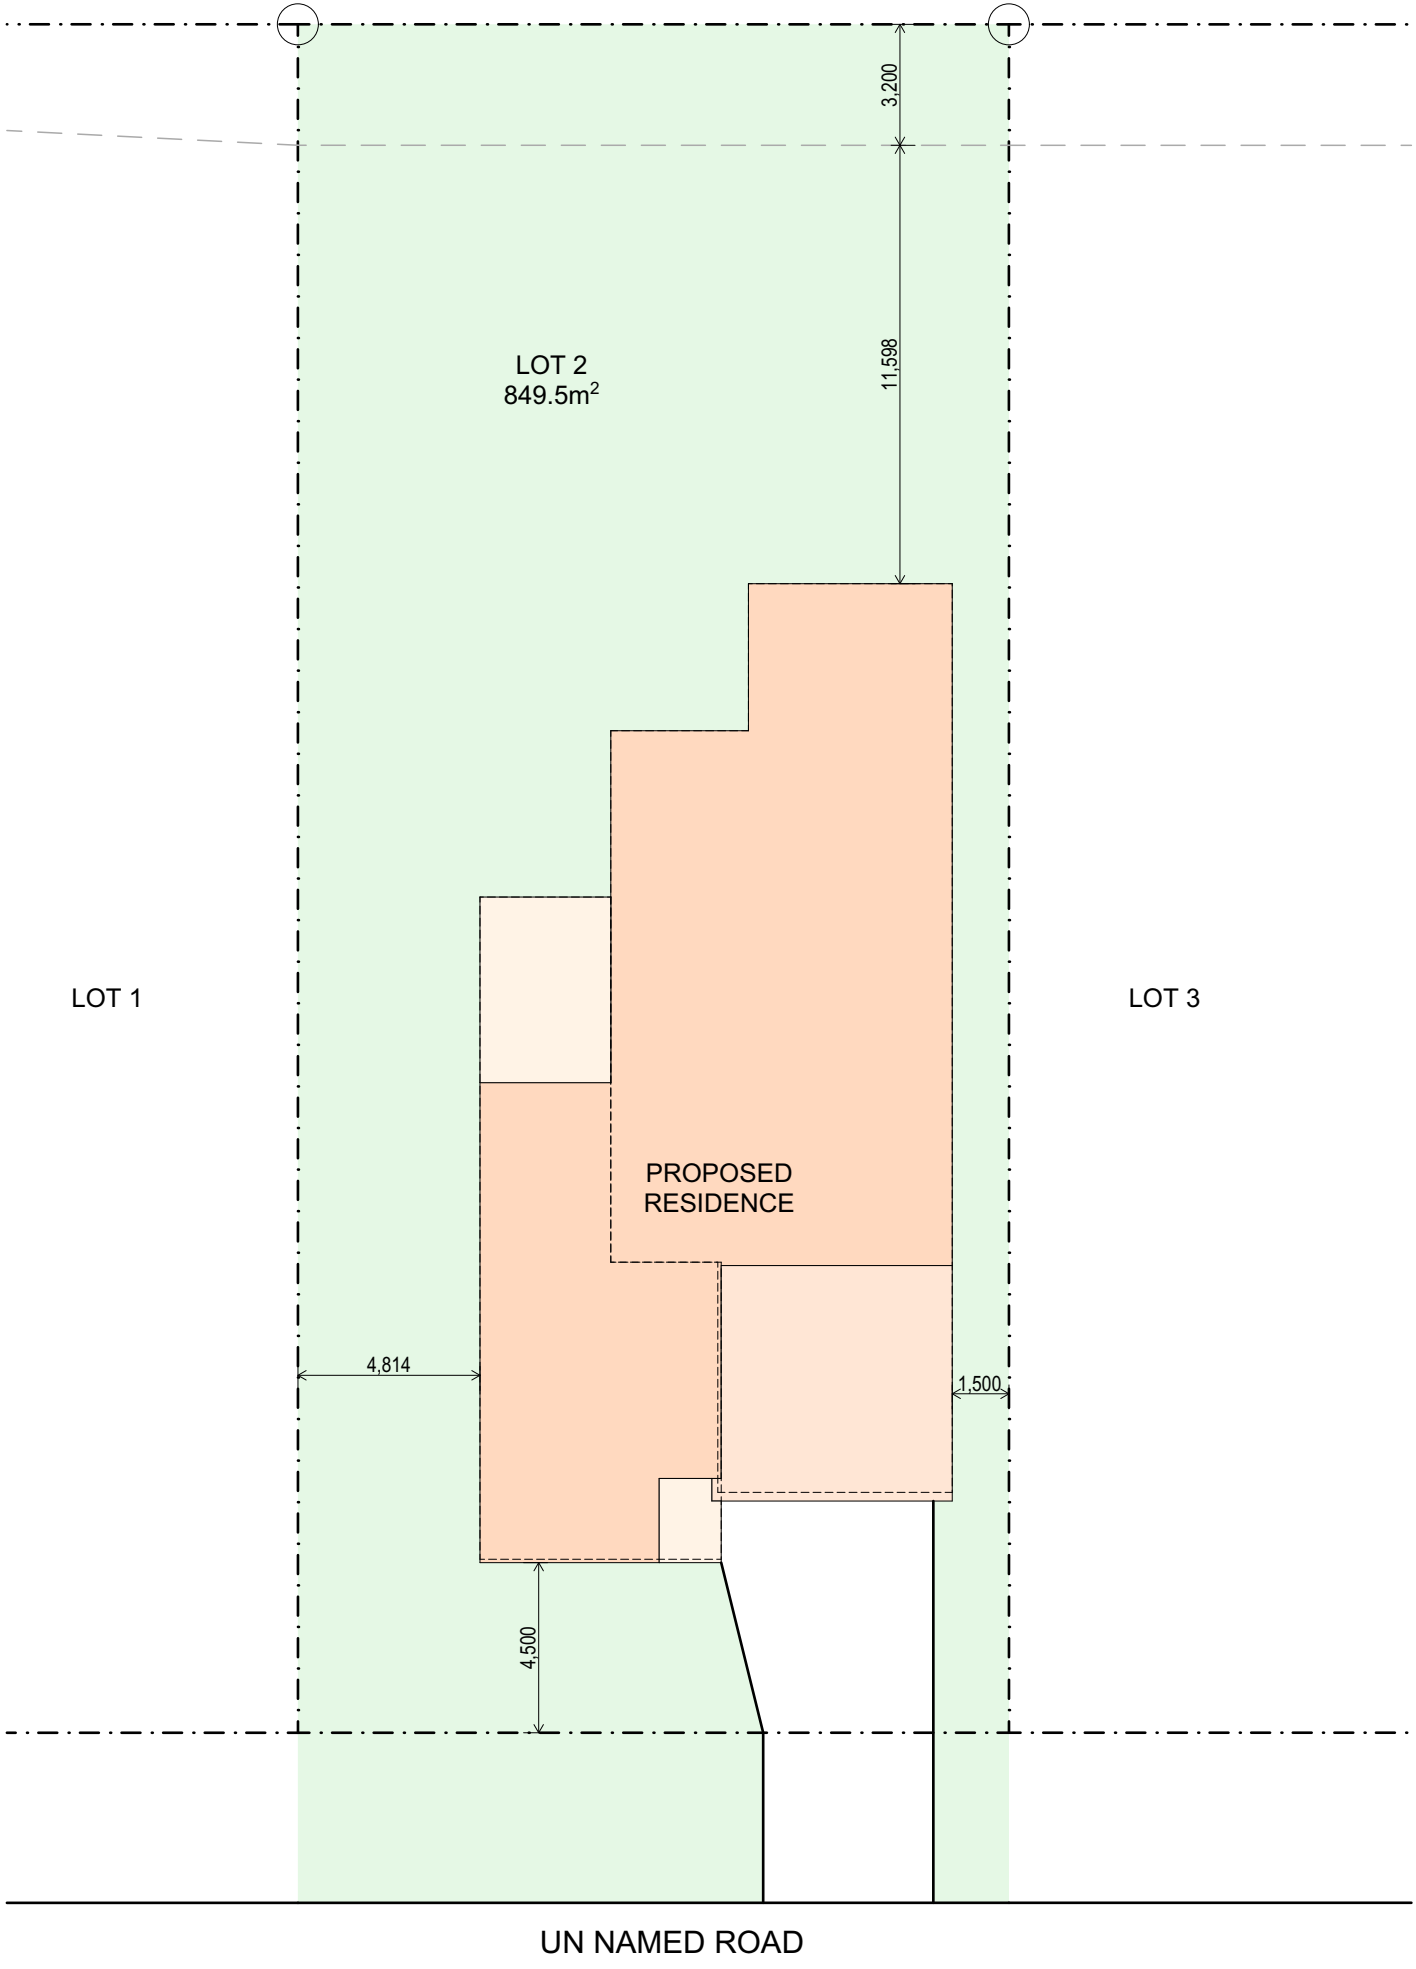 3,200
11,598
LOT 2
849.5m²
LOT 1
LOT 3
PROPOSED
RESIDENCE
4,814
1,500
4,500
UN NAMED ROAD